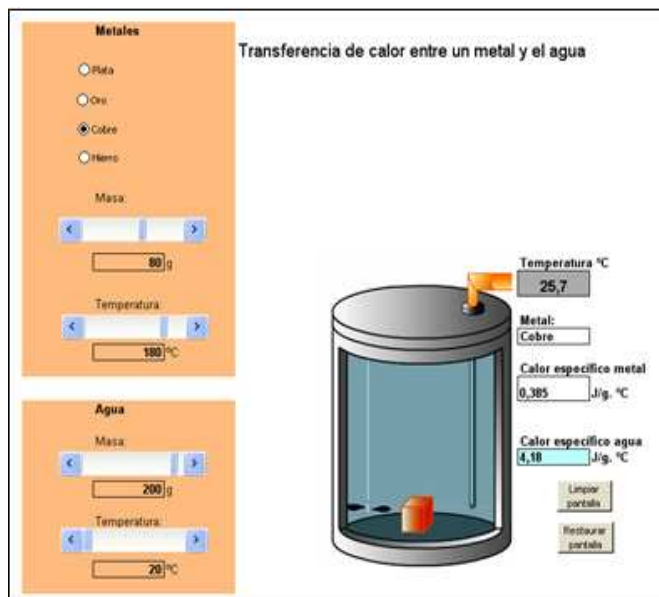 Metales
Transferencia de calor entre un metal y el agua
Plata
Oro
Cobre
Hierro
Masa:
80 g
Temperatura:
180 ºC
Agua
Masa:
200 g
Temperatura:
20 ºC
Temperatura ºC
25,7
Metal:
Cobre
Calor específico metal
0,385 J/g. ºC
Calor específico agua
4,18 J/g. ºC
Limpiar
pantalla
Restaurar
pantalla